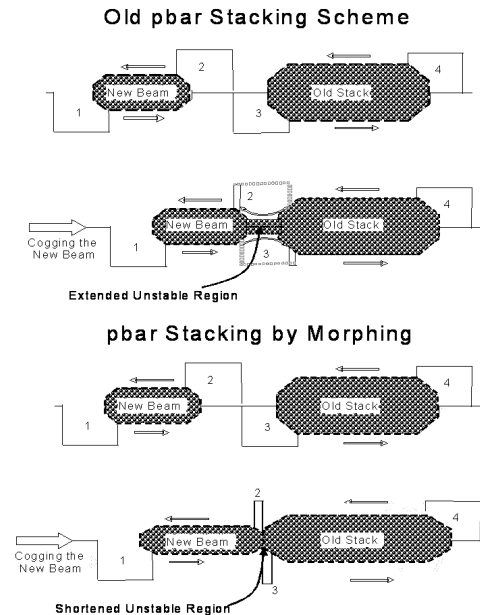 Old pbar Stacking Scheme
2
4
New Beam
Old Stack
1
3
2
4
New Beam
Old Stack
1
3
Cogging the
New Beam
Extended Unstable Region
pbar Stacking by Morphing
2
4
New Beam
Old Stack
1
3
2
4
New Beam
Old Stack
Cogging the
New Beam
1
3
Shortened Unstable Region